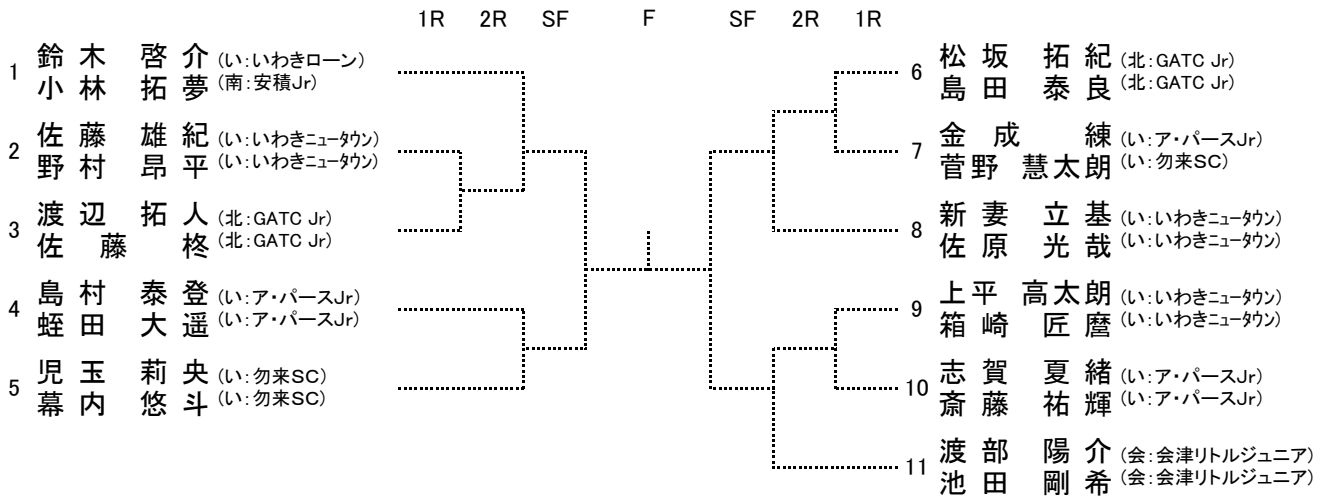 1R 2R SF F SF 2R 1R
1 鈴木 啓介 (い:いわきローン)
小林 拓夢 (南:安積Jr)
2 佐藤 雄紀 (い:いわきニュータウン)
野村 昂平 (い:いわきニュータウン)
3 渡辺 拓人 (北:GATC Jr)
佐藤 柊 (北:GATC Jr)
4 島村 泰登 (い:ア・パースJr)
蛭田 大遥 (い:ア・パースJr)
5 児玉 莉央 (い:勿来SC)
幕内 悠斗 (い:勿来SC)
6 松坂 拓紀 (北:GATC Jr)
島田 泰良 (北:GATC Jr)
7 金成 練 (い:ア・パースJr)
菅野 慧太朗 (い:勿来SC)
8 新妻 立基 (い:いわきニュータウン)
佐原 光哉 (い:いわきニュータウン)
9 上平 高太朗 (い:いわきニュータウン)
箱崎 匠麿 (い:いわきニュータウン)
10 志賀 夏緒 (い:ア・パースJr)
斎藤 祐輝 (い:ア・パースJr)
11 渡部 陽介 (会:会津リトルジュニア)
池田 剛希 (会:会津リトルジュニア)